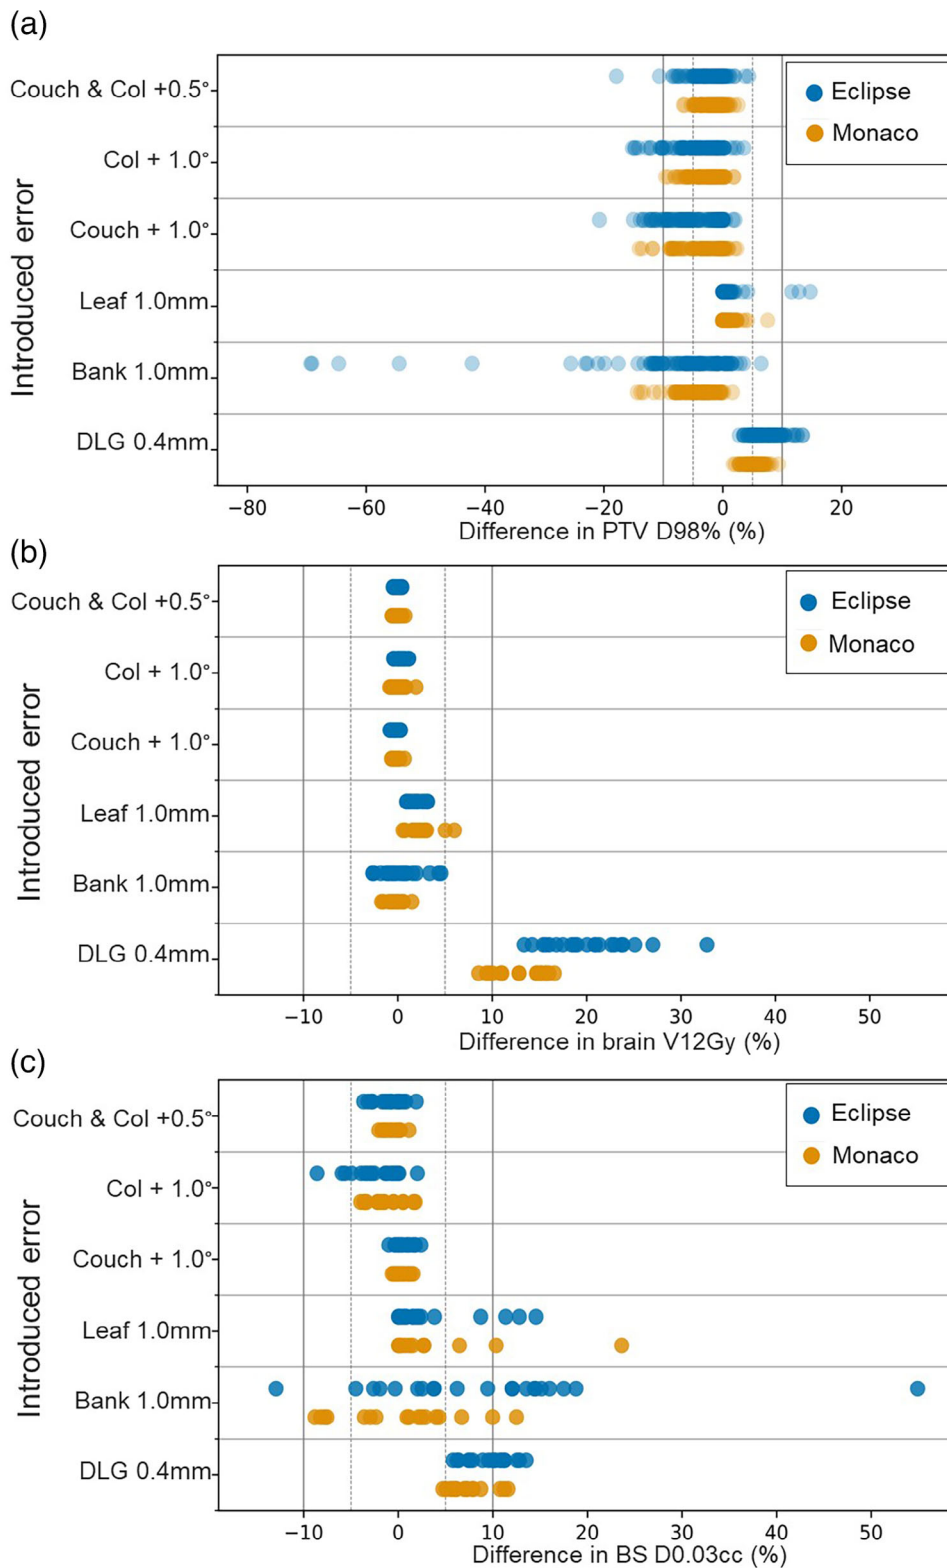 (a)
Introduced error
Couch & Col +0.5°
Col + 1.0°
Couch + 1.0°
Leaf 1.0mm
Bank 1.0mm
DLG 0.4mm
Eclipse
Monaco
−80 −60 −40 −20 0 20
Difference in PTV D98% (%)
(b)
Introduced error
Couch & Col +0.5°
Col + 1.0°
Couch + 1.0°
Leaf 1.0mm
Bank 1.0mm
DLG 0.4mm
Eclipse
Monaco
−10 0 10 20 30 40 50
Difference in brain V12Gy (%)
(c)
Introduced error
Couch & Col +0.5°
Col + 1.0°
Couch + 1.0°
Leaf 1.0mm
Bank 1.0mm
DLG 0.4mm
Eclipse
Monaco
−10 0 10 20 30 40 50
Difference in BS D0.03cc (%)